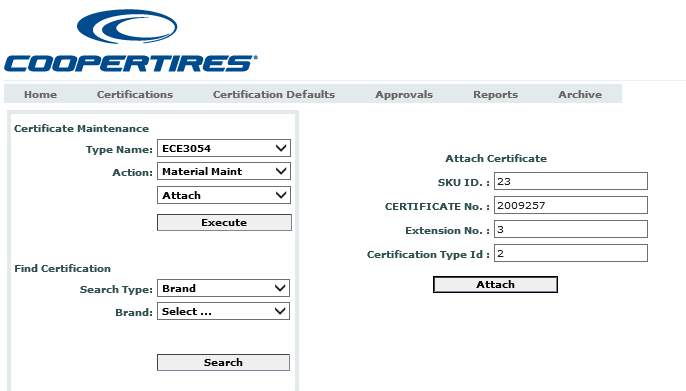 COOPERTIRES®
Home Certifications Certification Defaults Approvals Reports Archive
Certificate Maintenance
Type Name: ECE3054
Action: Material Maint
Attach
Execute
Find Certification
Search Type: Brand
Brand: Select ...
Search
Attach Certificate
SKU ID. : 23
CERTIFICATE No. : 2009257
Extension No. : 3
Certification Type Id : 2
Attach